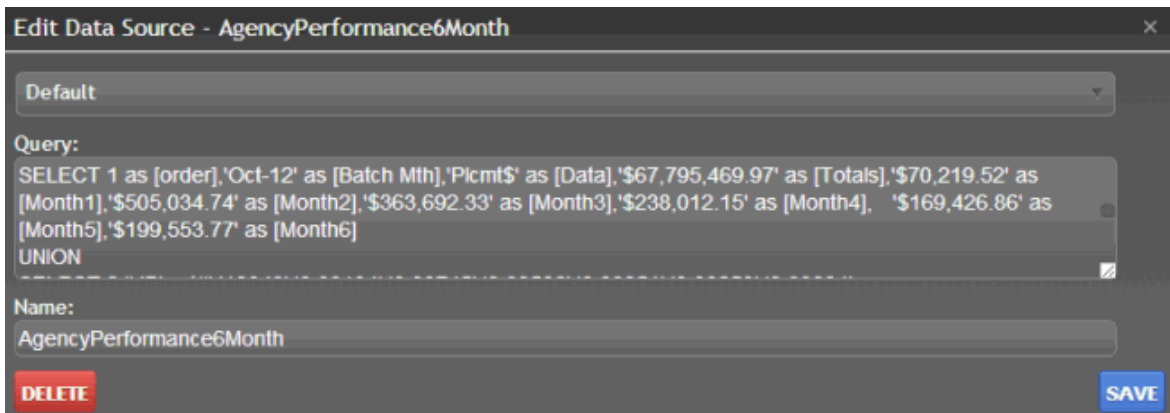 Edit Data Source - AgencyPerformance6Month
Default
Query:
SELECT 1 as [order],'Oct-12' as [Batch Mth],'Plcmt$' as [Data],'$67,795,469.97' as [Totals],'$70,219.52' as
[Month1],'$505,034.74' as [Month2],'$363,692.33' as [Month3],'$238,012.15' as [Month4],   '$169,426.86' as
[Month5],'$199,553.77' as [Month6]
UNION
Name:
AgencyPerformance6Month
DELETE
SAVE